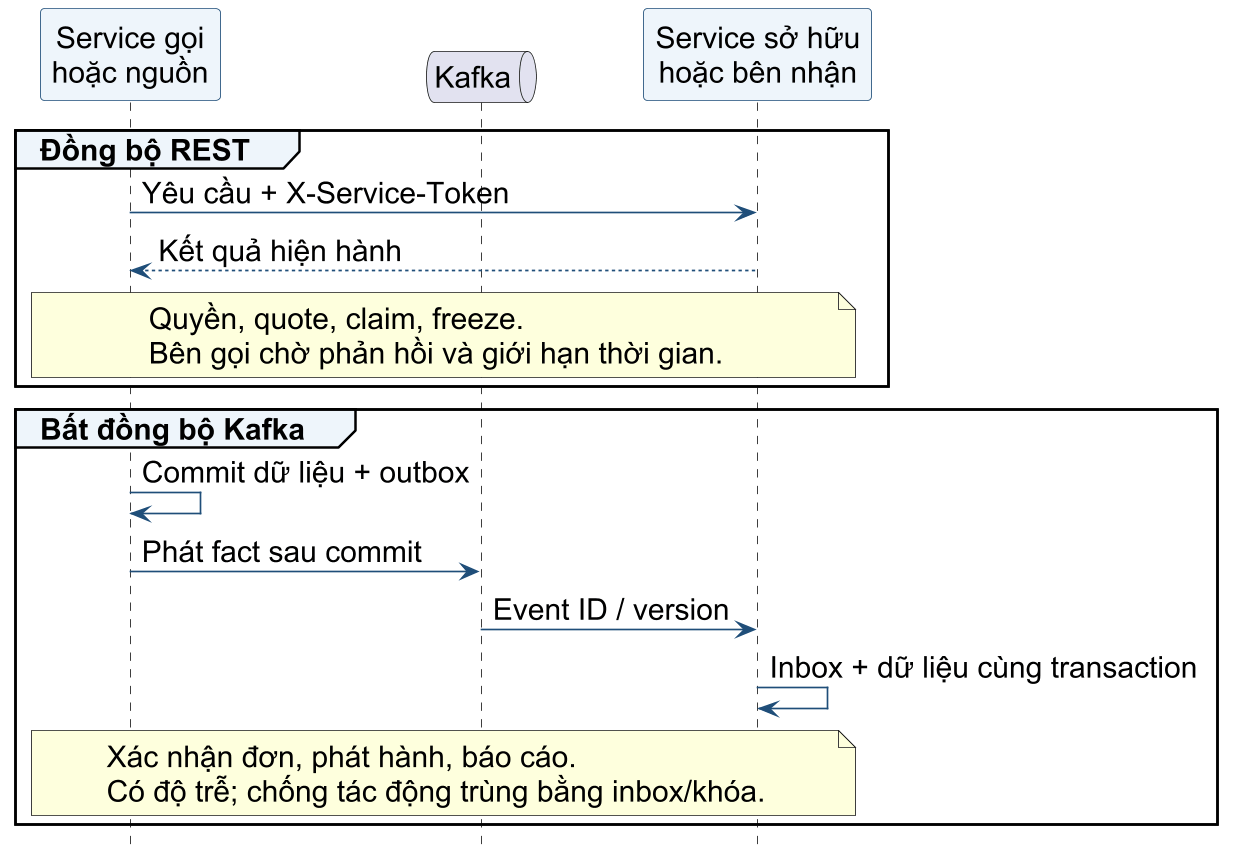 Service gọi
hoặc nguồn
Kafka
Service sở hữu
hoặc bên nhận
Đồng bộ REST
Yêu cầu + X-Service-Token
Kết quả hiện hành
Quyền, quote, claim, freeze.
Bên gọi chờ phản hồi và giới hạn thời gian.
Bất đồng bộ Kafka
Commit dữ liệu + outbox
Phát fact sau commit
Event ID / version
Inbox + dữ liệu cùng transaction
Xác nhận đơn, phát hành, báo cáo.
Có độ trễ; chống tác động trùng bằng inbox/khóa.